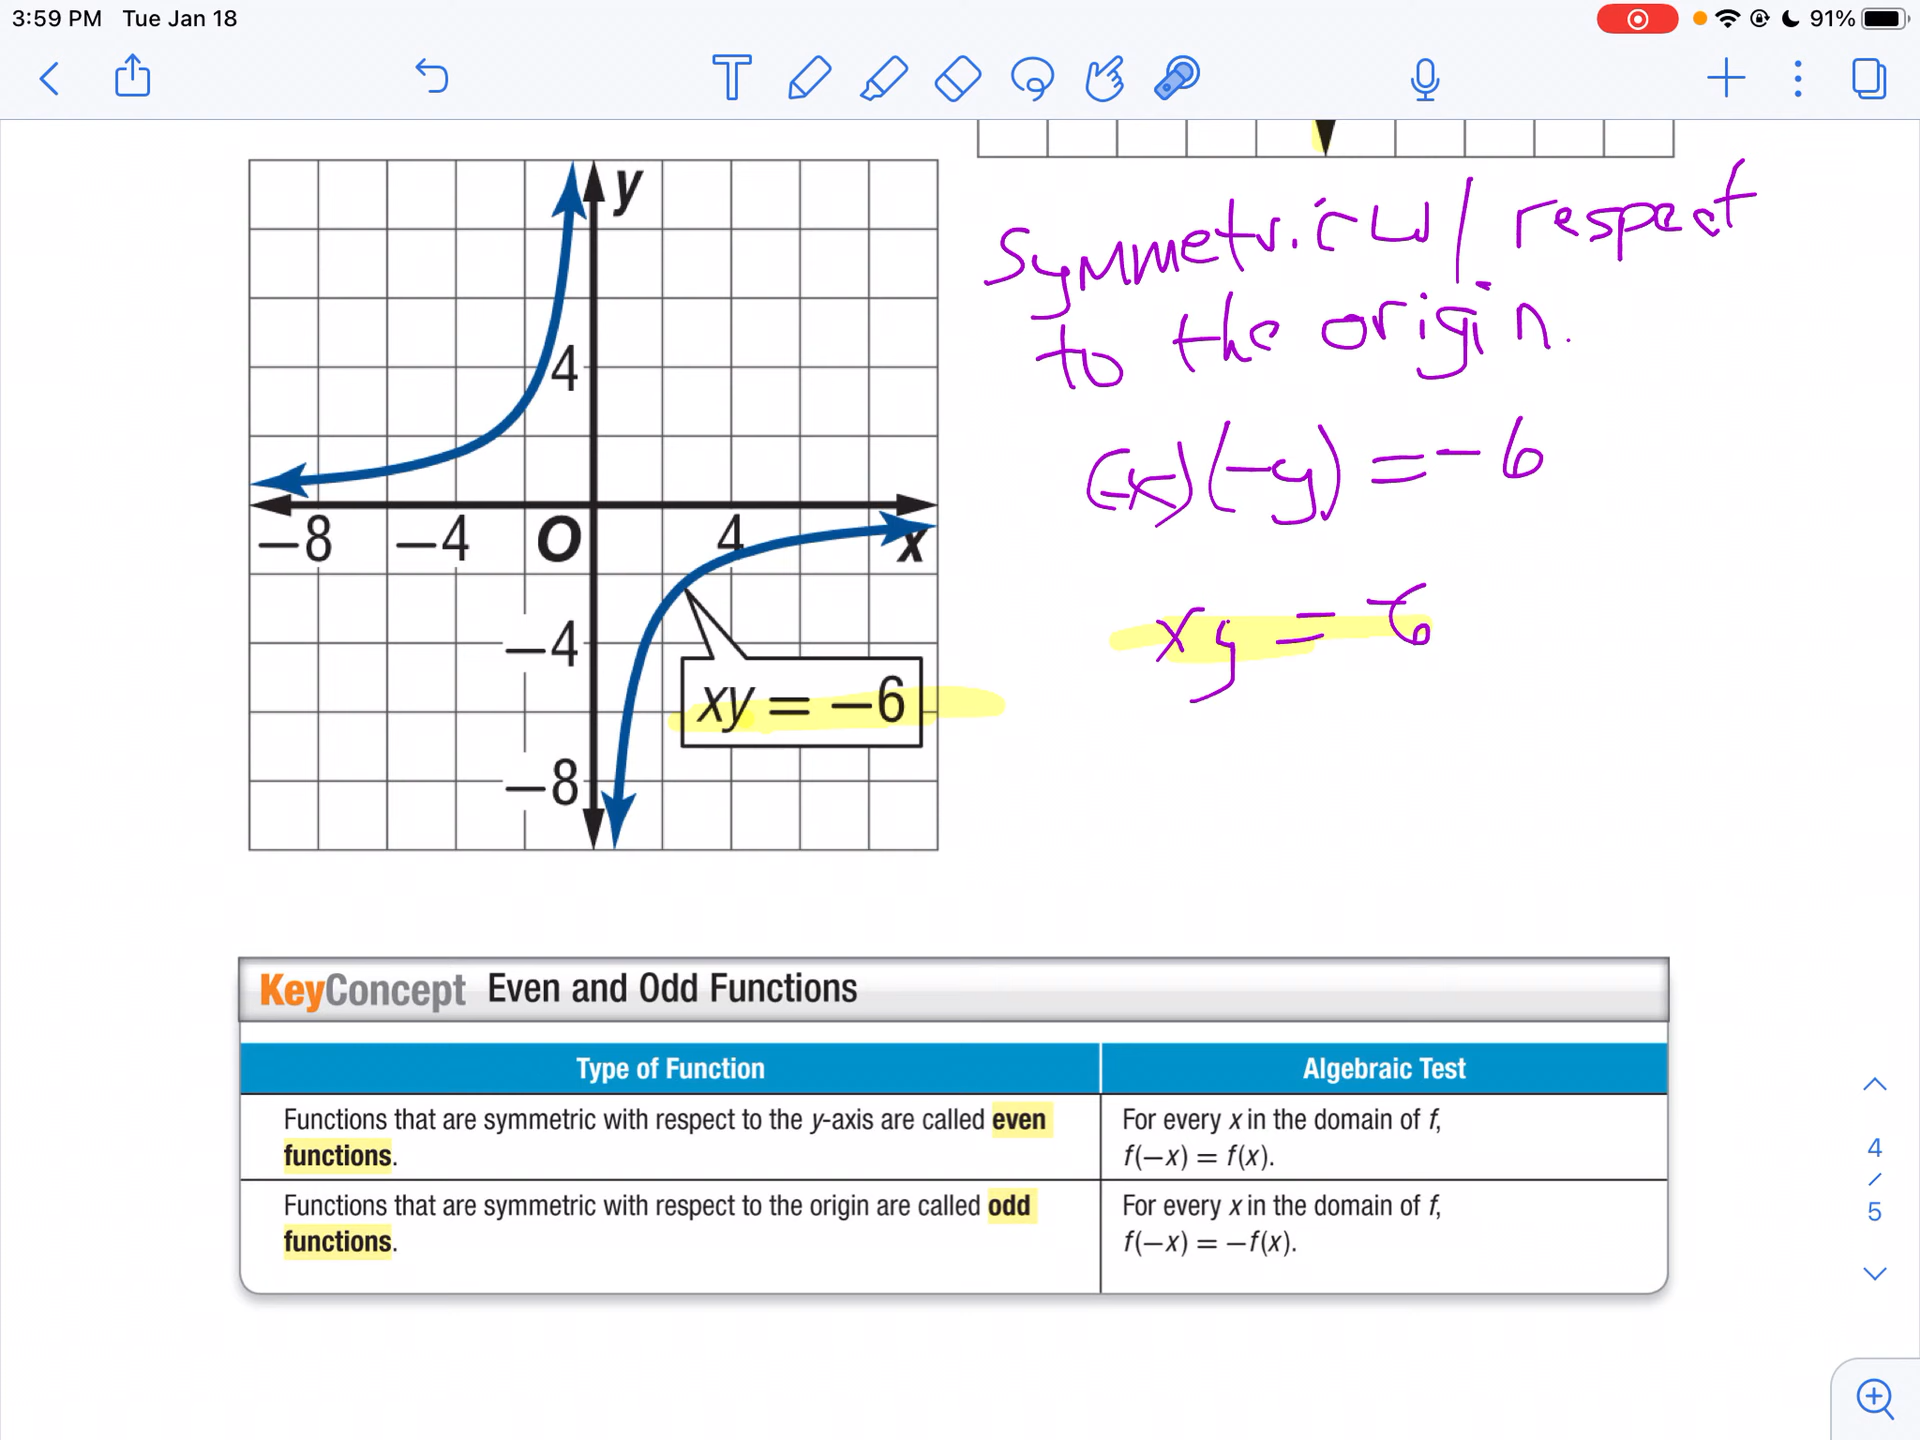 3:59 PM Tue Jan 18
91%
y
4
-8 -4 O 4 x
-4
xy = -6
-8
Symmetric w/ respect
to the origin.
(-x)(-y) = -6
xy = -6
KeyConcept Even and Odd Functions
Type of Function
Algebraic Test
Functions that are symmetric with respect to the y-axis are called even
functions.
For every x in the domain of f,
f(−x) = f(x).
Functions that are symmetric with respect to the origin are called odd
functions.
For every x in the domain of f,
f(−x) = −f(x).
4
/
5